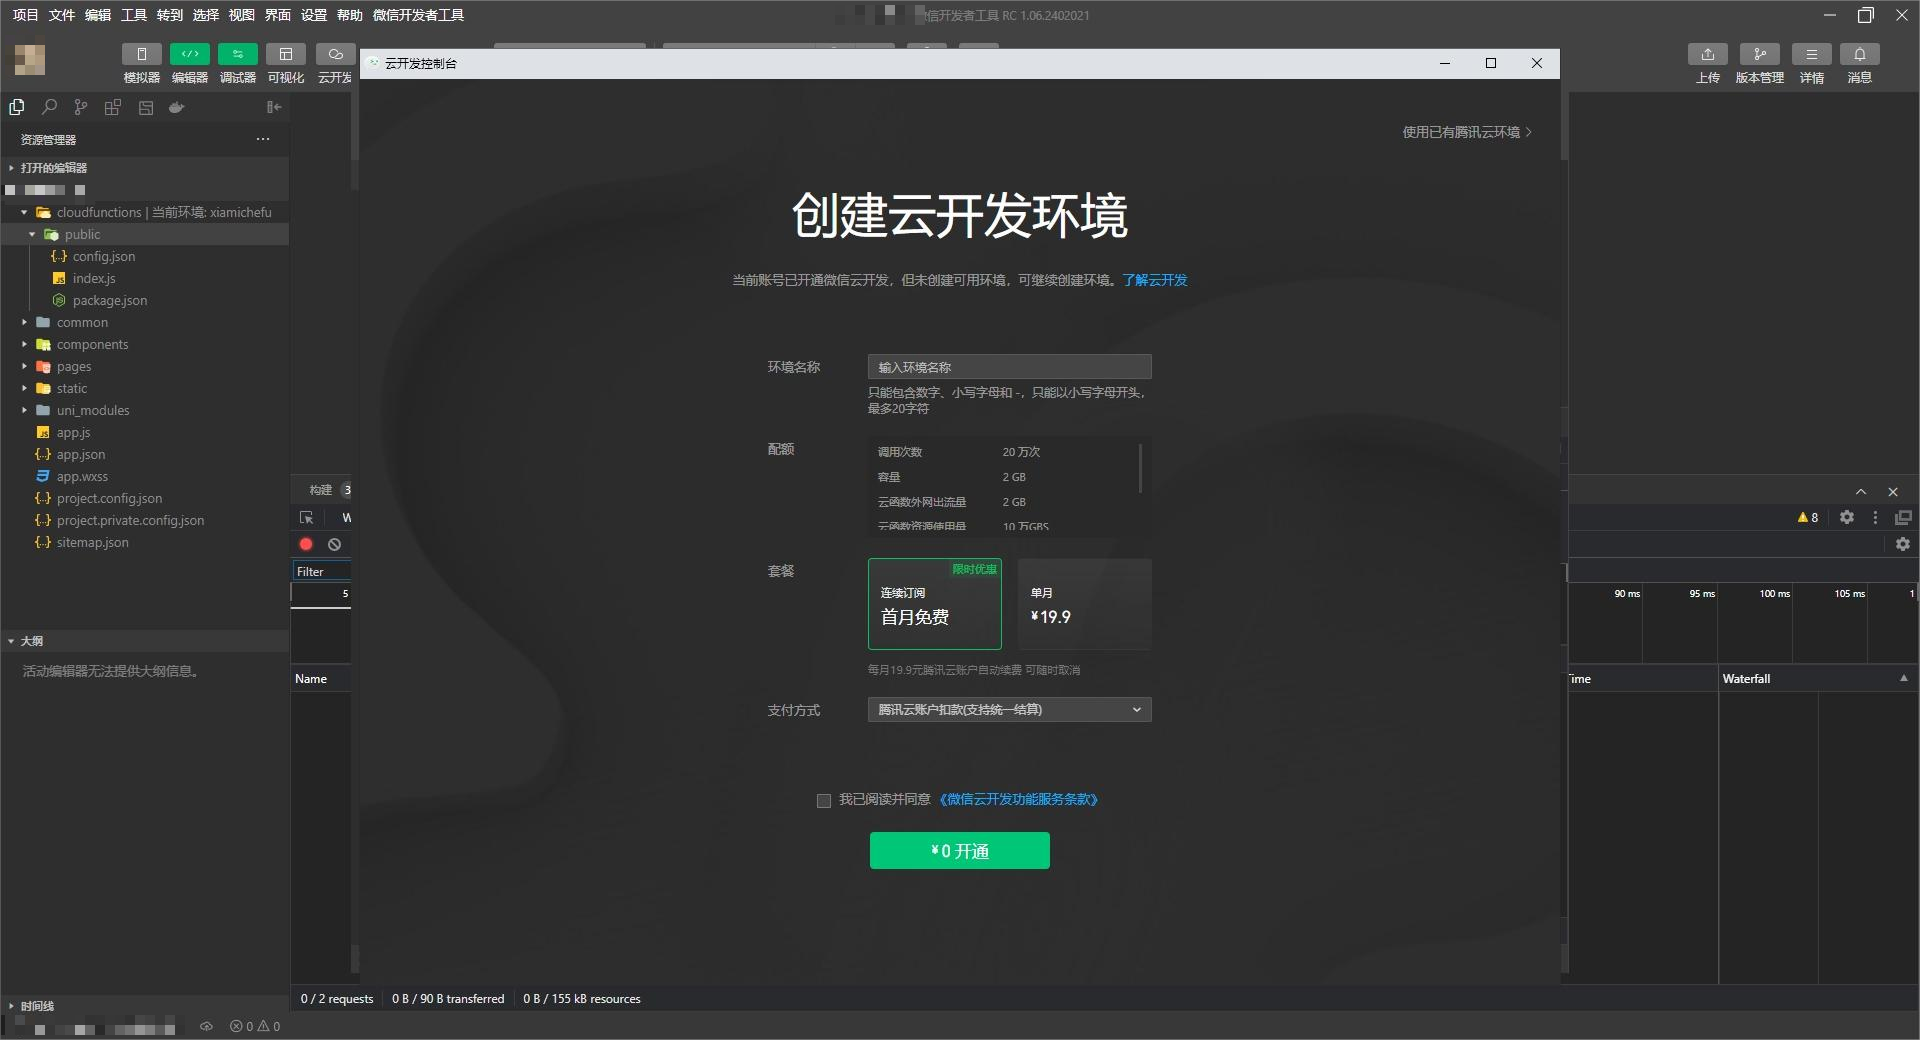 项目 文件 编辑 工具 转到 选择 视图 界面 设置 帮助 微信开发者工具
信开发者工具 RC 1.06.2402021
模拟器 编辑器 调试器 可视化 云开发
上传 版本管理 详情 消息
云开发控制台
资源管理器
打开的编辑器
cloudfunctions | 当前环境: xiamichefu
public
config.json
index.js
package.json
common
components
pages
static
uni_modules
app.js
app.json
app.wxss
project.config.json
project.private.config.json
sitemap.json
大纲
活动编辑器无法提供大纲信息。
时间线
0 0
使用已有腾讯云环境
创建云开发环境
当前账号已开通微信云开发，但未创建可用环境，可继续创建环境。了解云开发
环境名称 输入环境名称
只能包含数字、小写字母和 -，只能以小写字母开头，
最多20字符
配额
调用次数 20 万次
容量 2 GB
云函数外网出流量 2 GB
云函数资源使用量 10 万GBS
套餐
限时优惠
连续订阅
首月免费
单月
¥19.9
每月19.9元腾讯云账户自动续费 可随时取消
支付方式 腾讯云账户扣款(支持统一结算)
我已阅读并同意 《微信云开发功能服务条款》
¥0 开通
构建 3
W
Filter
5
Name
8
90 ms 95 ms 100 ms 105 ms 1
Time Waterfall
0 / 2 requests 0 B / 90 B transferred 0 B / 155 kB resources